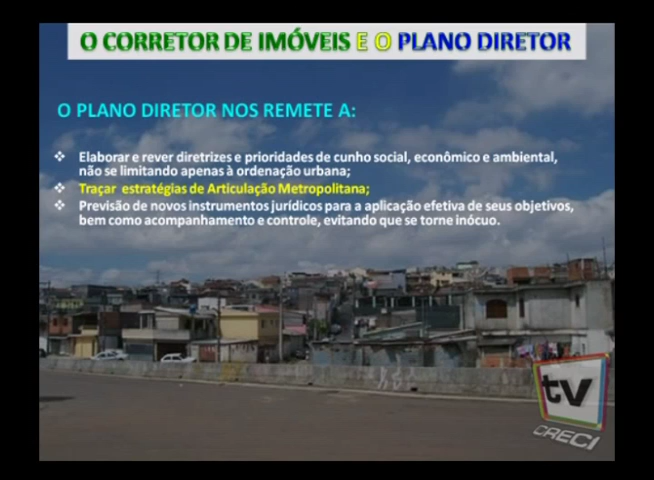 O CORRETOR DE IMÓVEIS E O PLANO DIRETOR
O PLANO DIRETOR NOS REMETE A:
❖ Elaborar e rever diretrizes e prioridades de cunho social, econômico e ambiental,
não se limitando apenas à ordenação urbana;
❖ Traçar estratégias de Articulação Metropolitana;
❖ Previsão de novos instrumentos jurídicos para a aplicação efetiva de seus objetivos,
bem como acompanhamento e controle, evitando que se torne inócuo.
tv
CRECI